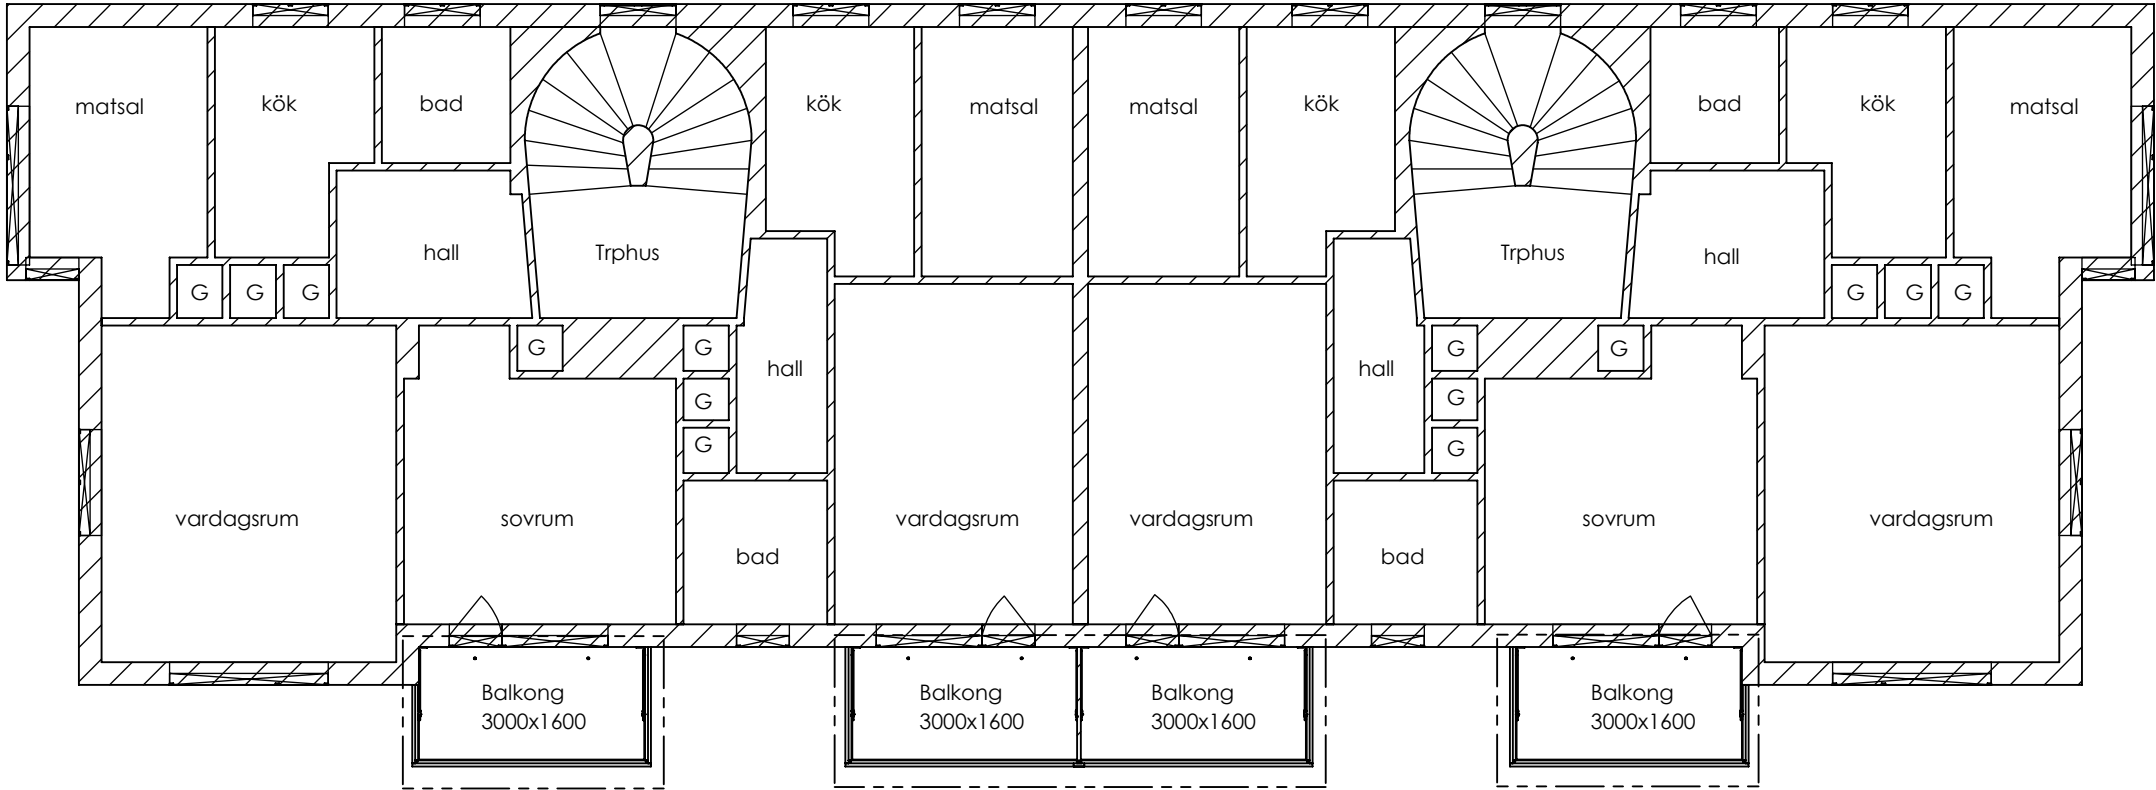 matsal
kök
bad
kök
matsal
matsal
kök
bad
kök
matsal
hall
Trphus
Trphus
hall
G
G
G
G
G
G
G
G
hall
hall
G
G
G
G
G
G
vardagsrum
sovrum
vardagsrum
vardagsrum
sovrum
vardagsrum
bad
bad
Balkong
3000x1600
Balkong
3000x1600
Balkong
3000x1600
Balkong
3000x1600